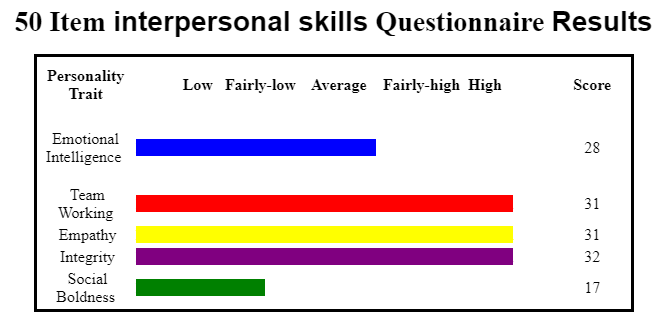 50 Item interpersonal skills Questionnaire Results
Personality Trait Low Fairly-low Average Fairly-high High Score
Emotional Intelligence 28
Team Working 31
Empathy 31
Integrity 32
Social Boldness 17